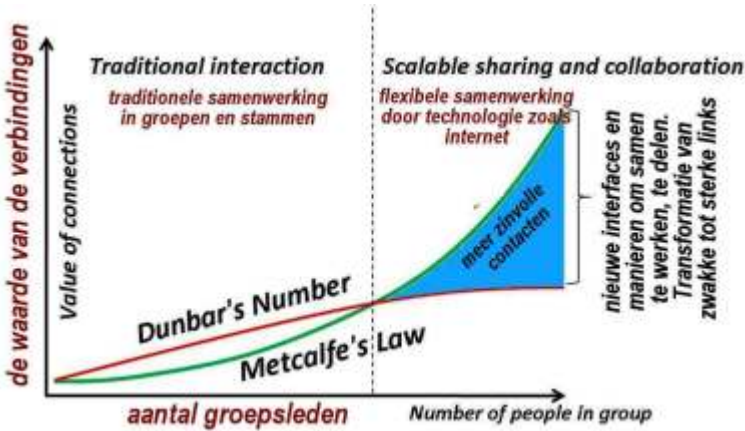 Traditional interaction
traditionele samenwerking
in groepen en stammen
Scalable sharing and collaboration
flexibele samenwerking
door technologie zoals
internet
de waarde van de verbindingen
Value of connections
Dunbar's Number
Metcalfe's Law
meer zinvolle
contacten
nieuwe interfaces en
manieren om samen
te werken, te delen.
Transformatie van
zwakke tot sterke links
aantal groepsleden
Number of people in group